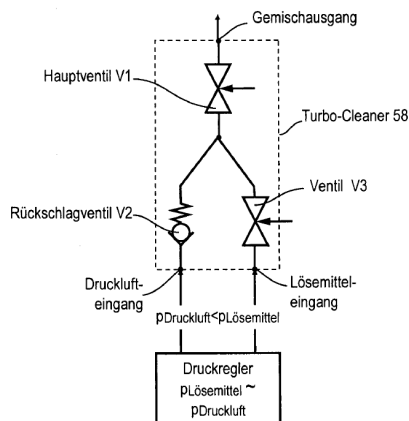 Gemischausgang
Hauptventil V1
Turbo-Cleaner 58
Ventil V3
Rückschlagventil V2
Druckluft-
eingang
Lösemittel-
eingang
pDruckluft<pLösemittel
Druckregler
pLösemittel ~
pDruckluft